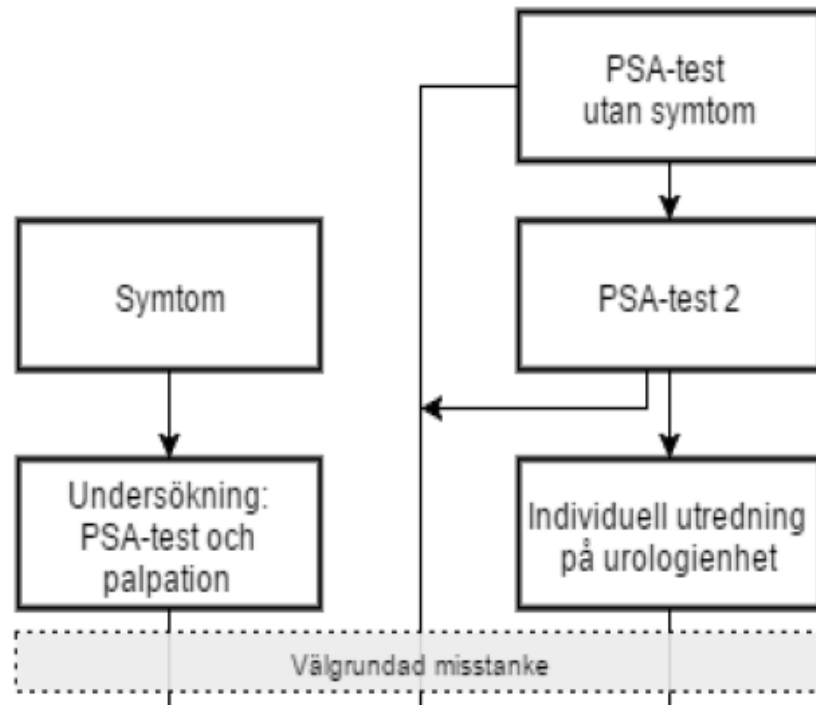 PSA-test
utan symtom
Symtom
PSA-test 2
Undersökning:
PSA-test och
palpation
Individuell utredning
på urologienhet
Välgrundad misstanke